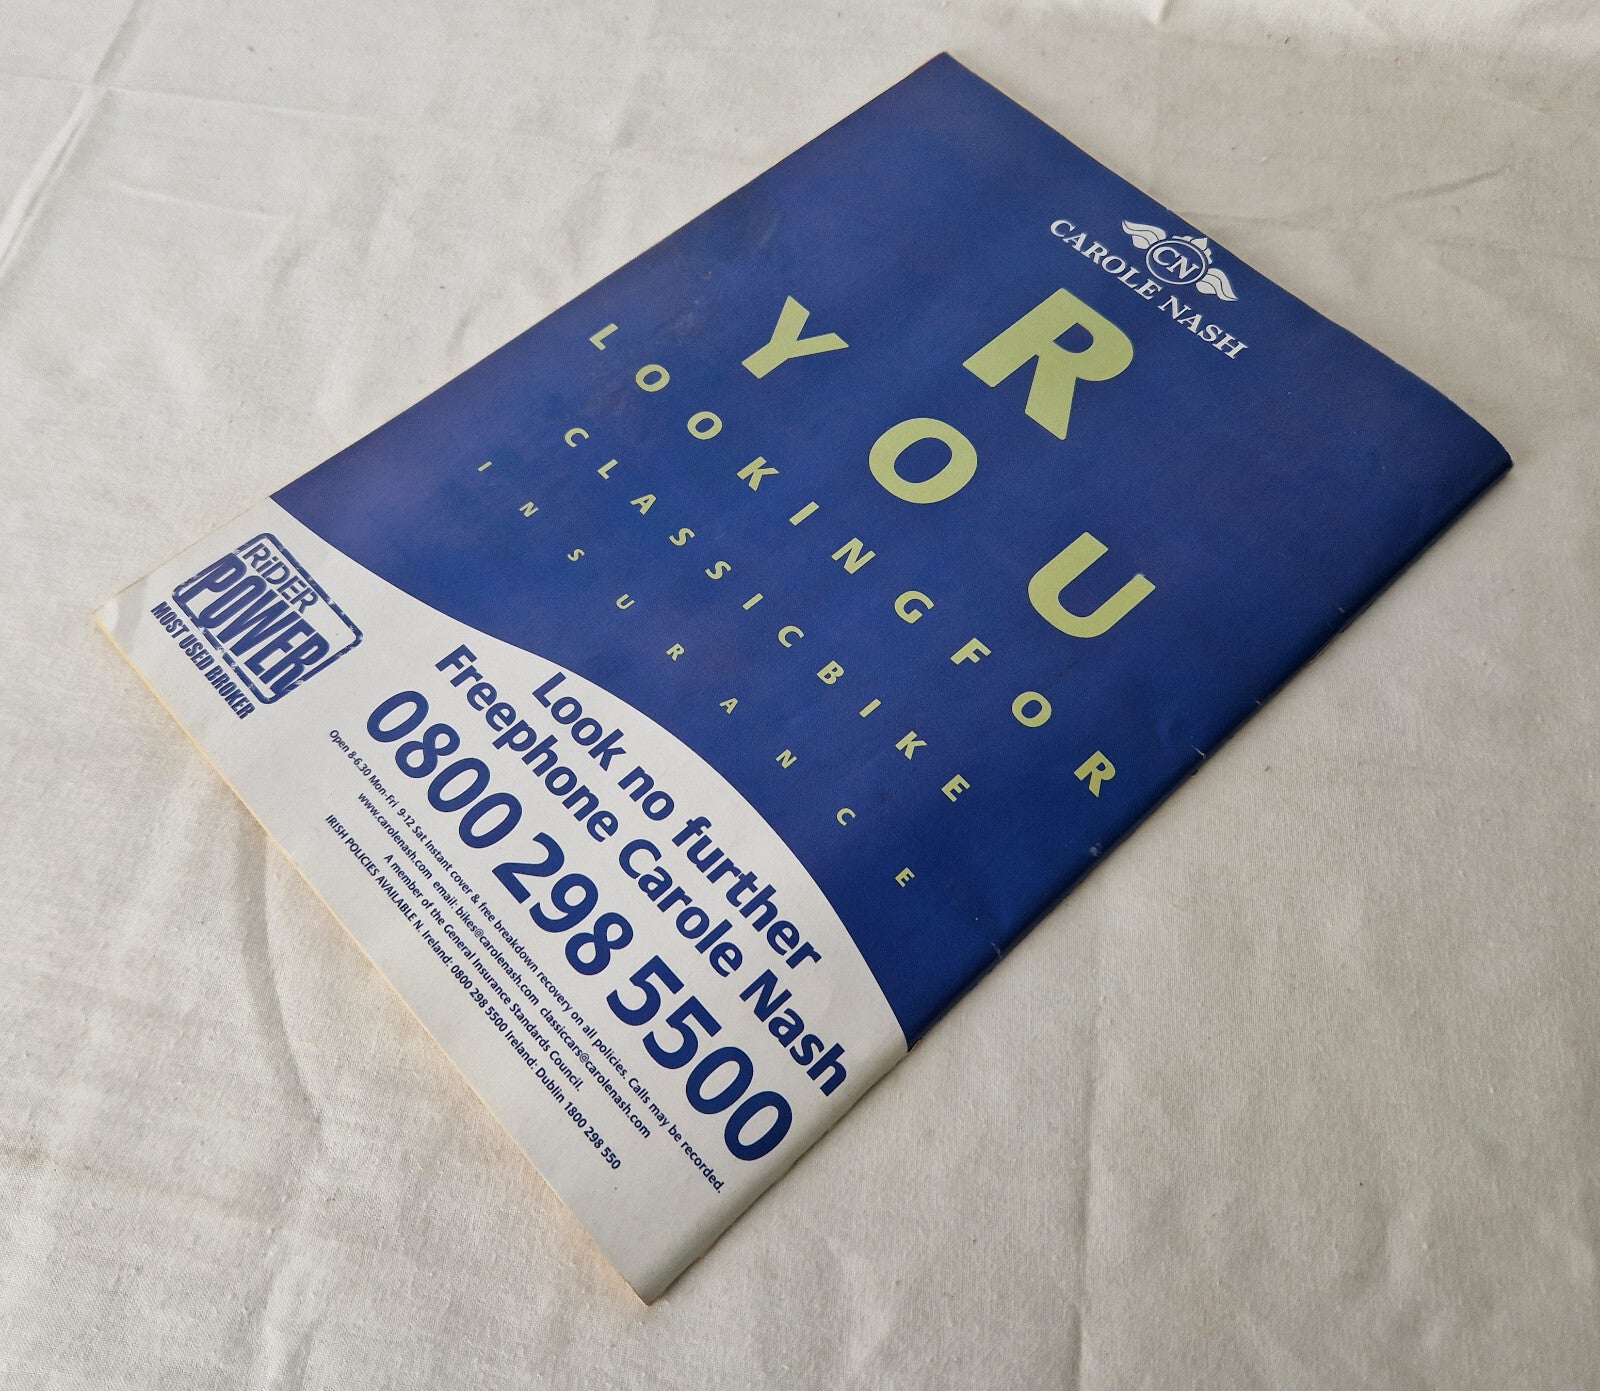 CN
CAROLE NASH
R
YOU
LOOKINGFOR
CLASSICBIKE
INSURANCE
Look no further
Freephone Carole Nash
0800 298 5500
Open 8-6.30 Mon-Fri 9-12 Sat Instant cover & free breakdown recovery on all policies. Calls may be recorded.
www.carolenash.com email: bikes@carolenash.com classiccars@carolenash.com
A member of the General Insurance Standards Council.
IRISH POLICIES AVAILABLE N. Ireland: 0800 298 5500 Ireland: Dublin 1800 298 550
RiDER
POWER
MOST USED BROKER